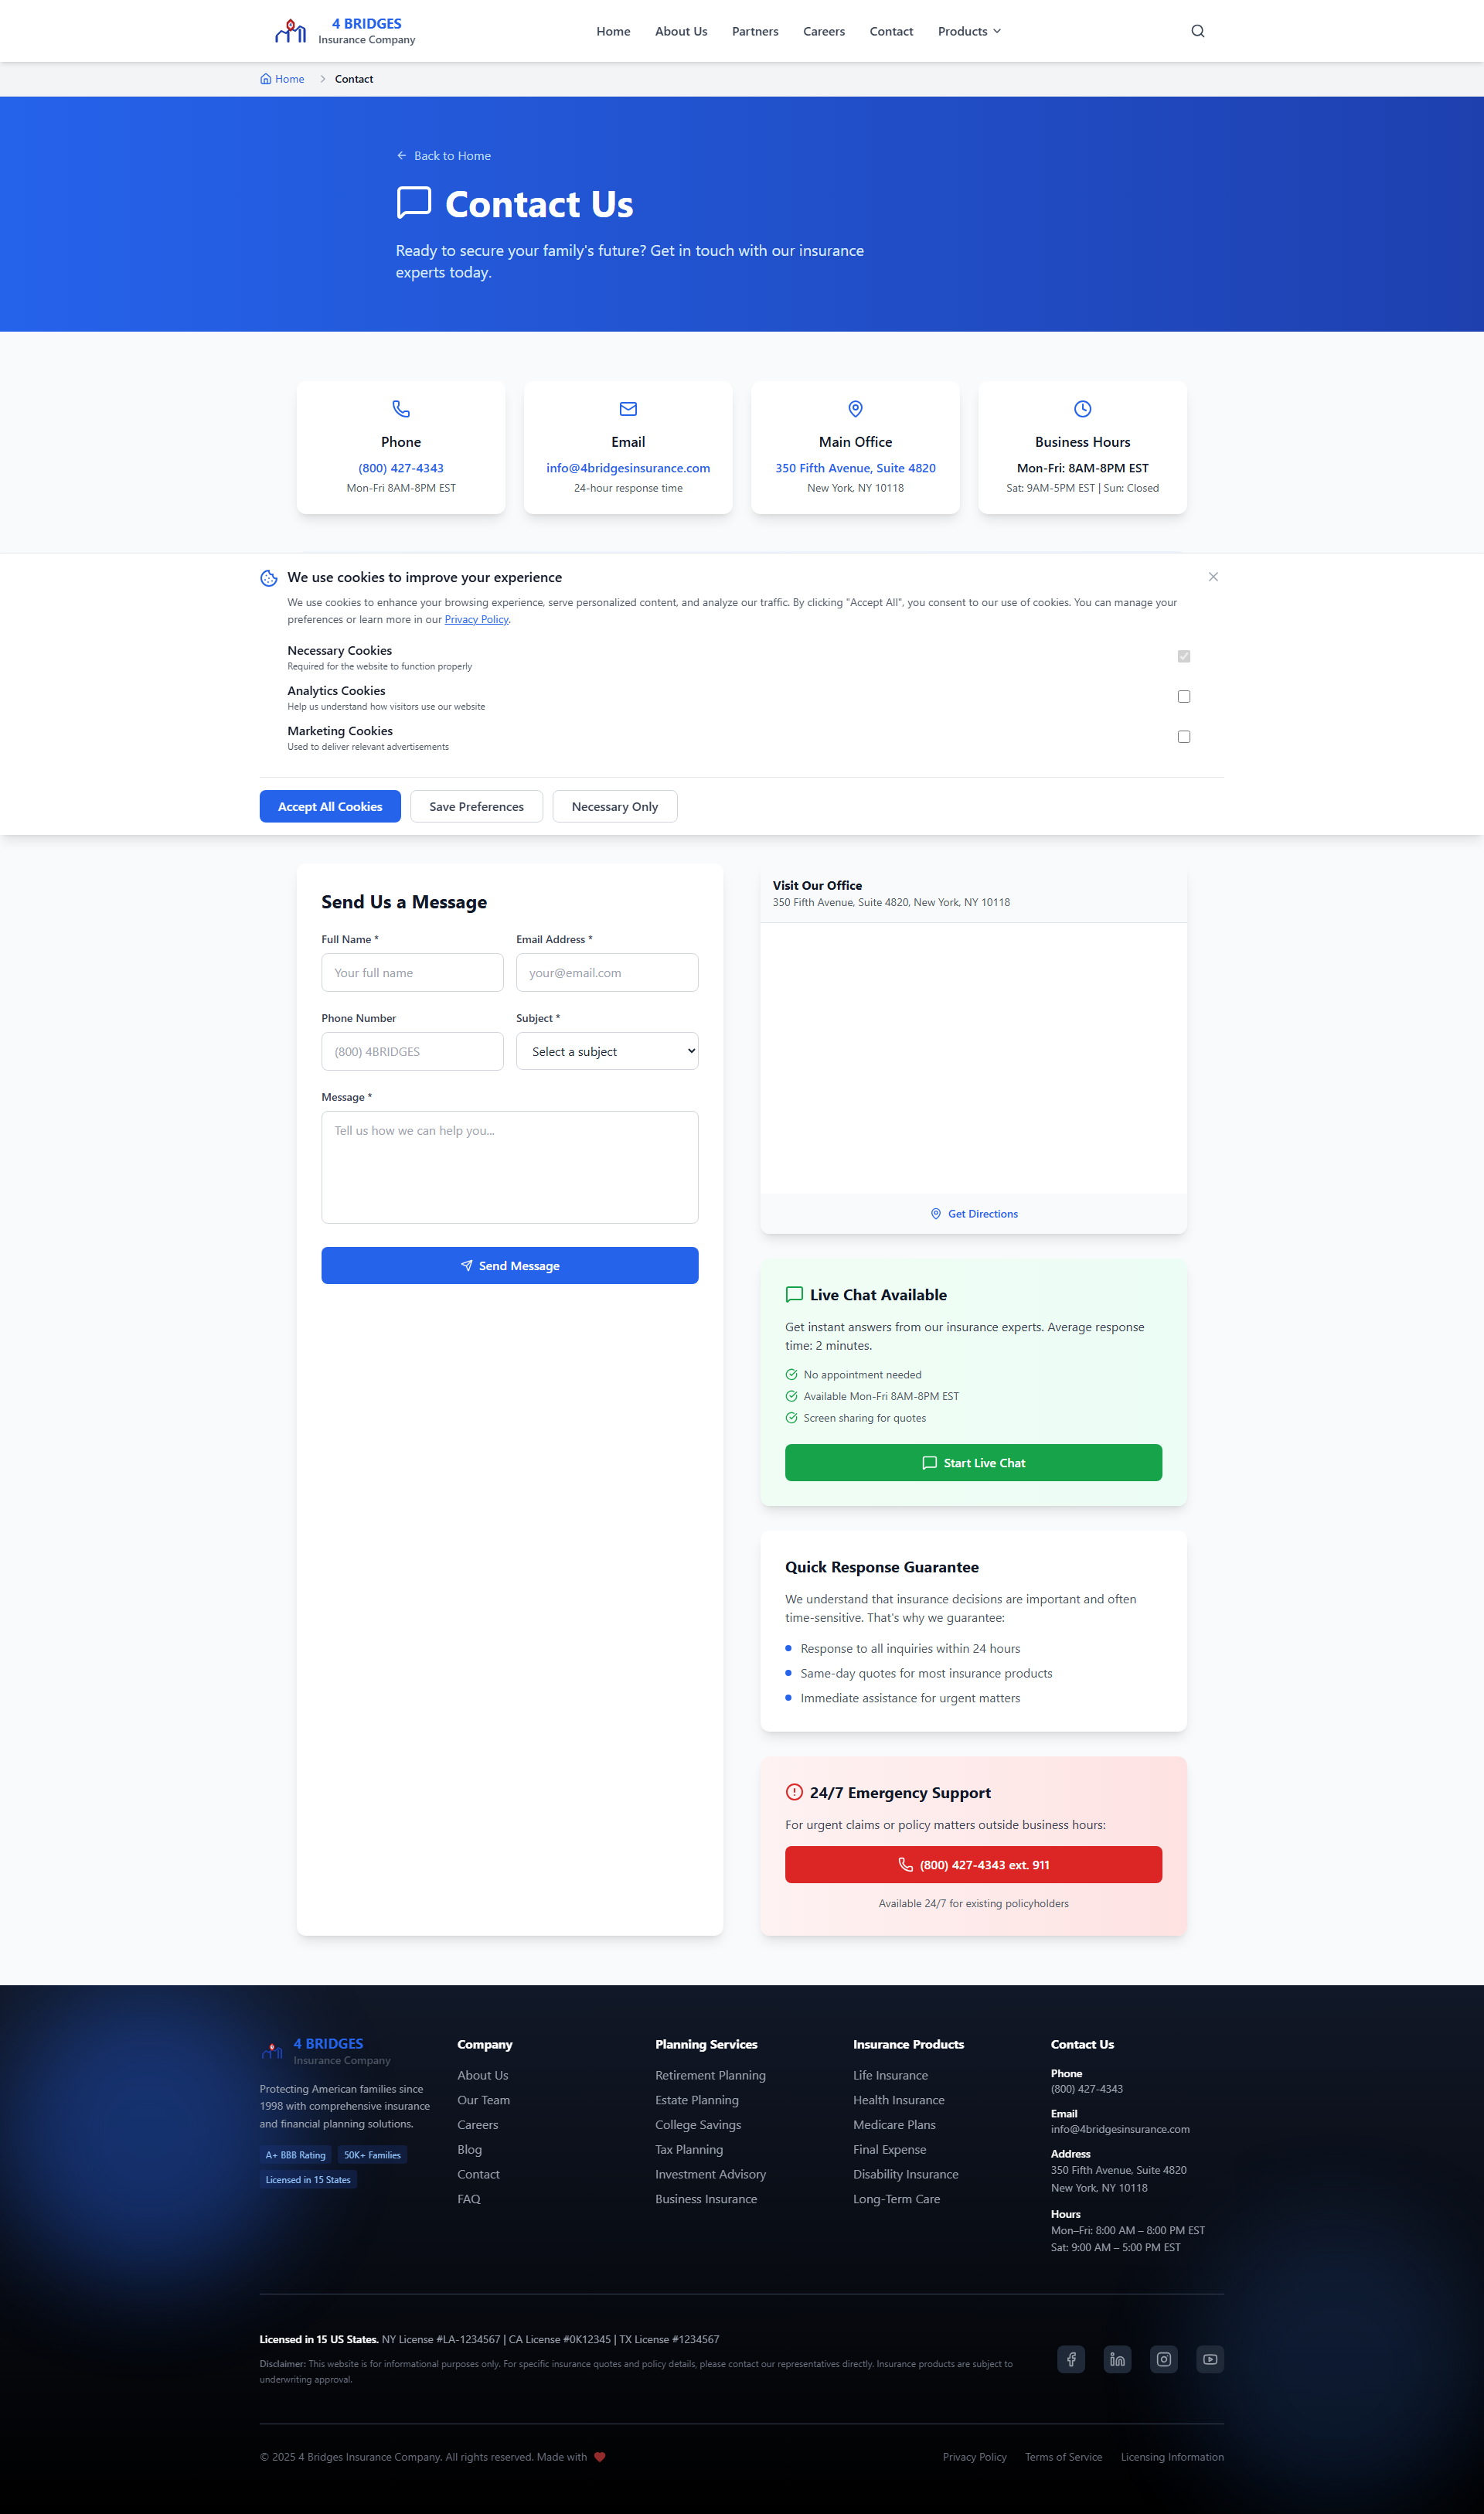 4 BRIDGES
Insurance Company
Home
About Us
Partners
Careers
Contact
Products
Home
Contact
Back to Home
Contact Us
Ready to secure your family's future? Get in touch with our insurance
experts today.
Phone
(800) 427-4343
Mon-Fri 8AM-8PM EST
Email
info@4bridgesinsurance.com
24-hour response time
Main Office
350 Fifth Avenue, Suite 4820
New York, NY 10118
Business Hours
Mon-Fri: 8AM-8PM EST
Sat: 9AM-5PM EST | Sun: Closed
We use cookies to improve your experience
We use cookies to enhance your browsing experience, serve personalized content, and analyze our traffic. By clicking "Accept All", you consent to our use of cookies. You can manage your
preferences or learn more in our Privacy Policy.
Necessary Cookies
Required for the website to function properly
Analytics Cookies
Help us understand how visitors use our website
Marketing Cookies
Used to deliver relevant advertisements
Accept All Cookies
Save Preferences
Necessary Only
Send Us a Message
Full Name *
Your full name
Email Address *
your@email.com
Phone Number
(800) 4BRIDGES
Subject *
Select a subject
Message *
Tell us how we can help you...
Send Message
Visit Our Office
350 Fifth Avenue, Suite 4820, New York, NY 10118
Get Directions
Live Chat Available
Get instant answers from our insurance experts. Average response
time: 2 minutes.
No appointment needed
Available Mon-Fri 8AM-8PM EST
Screen sharing for quotes
Start Live Chat
Quick Response Guarantee
We understand that insurance decisions are important and often
time-sensitive. That's why we guarantee:
Response to all inquiries within 24 hours
Same-day quotes for most insurance products
Immediate assistance for urgent matters
24/7 Emergency Support
For urgent claims or policy matters outside business hours:
(800) 427-4343 ext. 911
Available 24/7 for existing policyholders
4 BRIDGES
Insurance Company
Protecting American families since
1998 with comprehensive insurance
and financial planning solutions.
A+ BBB Rating
50K+ Families
Licensed in 15 States
Company
About Us
Our Team
Careers
Blog
Contact
FAQ
Planning Services
Retirement Planning
Estate Planning
College Savings
Tax Planning
Investment Advisory
Business Insurance
Insurance Products
Life Insurance
Health Insurance
Medicare Plans
Final Expense
Disability Insurance
Long-Term Care
Contact Us
Phone
(800) 427-4343
Email
info@4bridgesinsurance.com
Address
350 Fifth Avenue, Suite 4820
New York, NY 10118
Hours
Mon–Fri: 8:00 AM – 8:00 PM EST
Sat: 9:00 AM – 5:00 PM EST
Licensed in 15 US States. NY License #LA-1234567 | CA License #0K12345 | TX License #1234567
Disclaimer: This website is for informational purposes only. For specific insurance quotes and policy details, please contact our representatives directly. Insurance products are subject to
underwriting approval.
© 2025 4 Bridges Insurance Company. All rights reserved. Made with
Privacy Policy
Terms of Service
Licensing Information